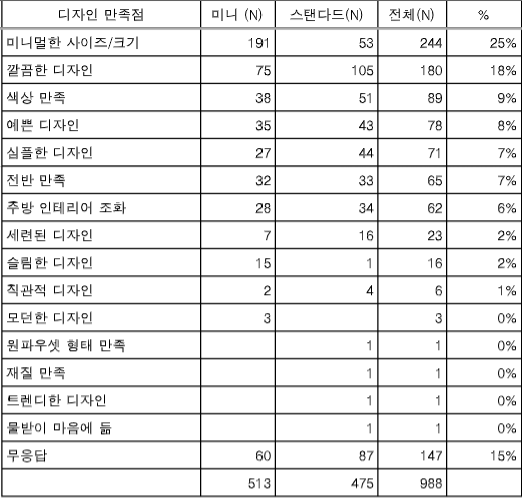 디자인 만족점 미니 (N) 스탠다드(N) 전체(N) %
미니멀한 사이즈/크기 191 53 244 25%
깔끔한 디자인 75 105 180 18%
색상 만족 38 51 89 9%
예쁜 디자인 35 43 78 8%
심플한 디자인 27 44 71 7%
전반 만족 32 33 65 7%
주방 인테리어 조화 28 34 62 6%
세련된 디자인 7 16 23 2%
슬림한 디자인 15 1 16 2%
직관적 디자인 2 4 6 1%
모던한 디자인 3 3 0%
원파우셋 형태 만족 1 1 0%
재질 만족 1 1 0%
트렌디한 디자인 1 1 0%
물받이 마음에 듦 1 1 0%
무응답 60 87 147 15%
513 475 988